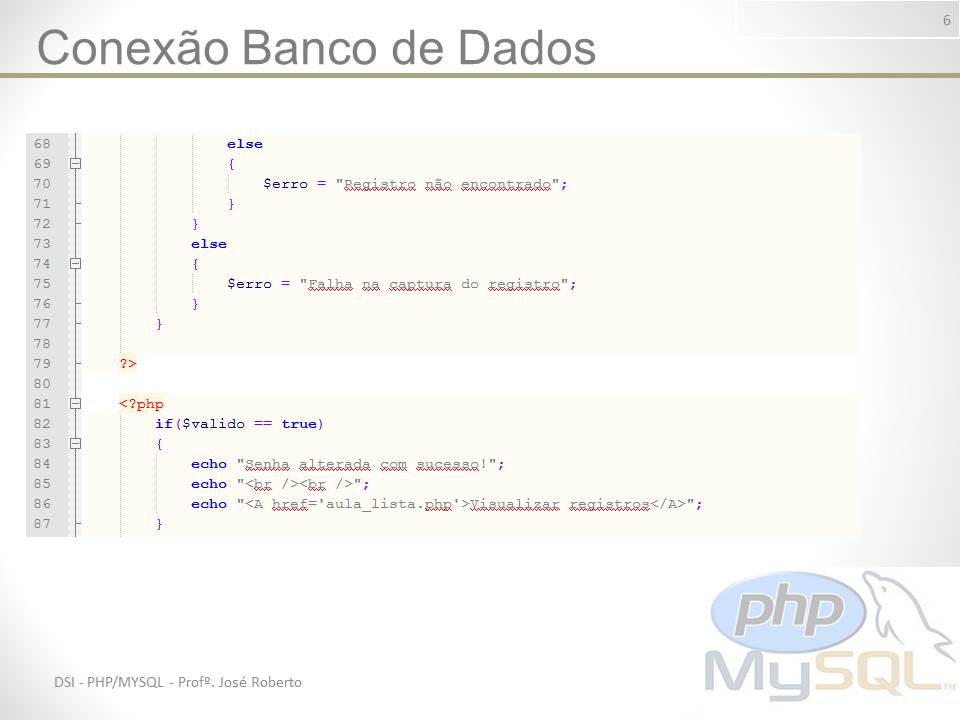 6
Conexão Banco de Dados
68 else
69 {
70 $erro = "Registro não encontrado";
71 }
72 }
73 else
74 {
75 $erro = "Falha na captura do registro";
76 }
77 }
78
79 ?>
80
81 <?php
82 if($valido == true)
83 {
84 echo "Senha alterada com sucesso!";
85 echo "<br /><br />";
86 echo "<A href='aula_lista.php'>Visualizar registros</A>";
87 }
php
MySQL™
DSI - PHP/MYSQL - Profº. José Roberto